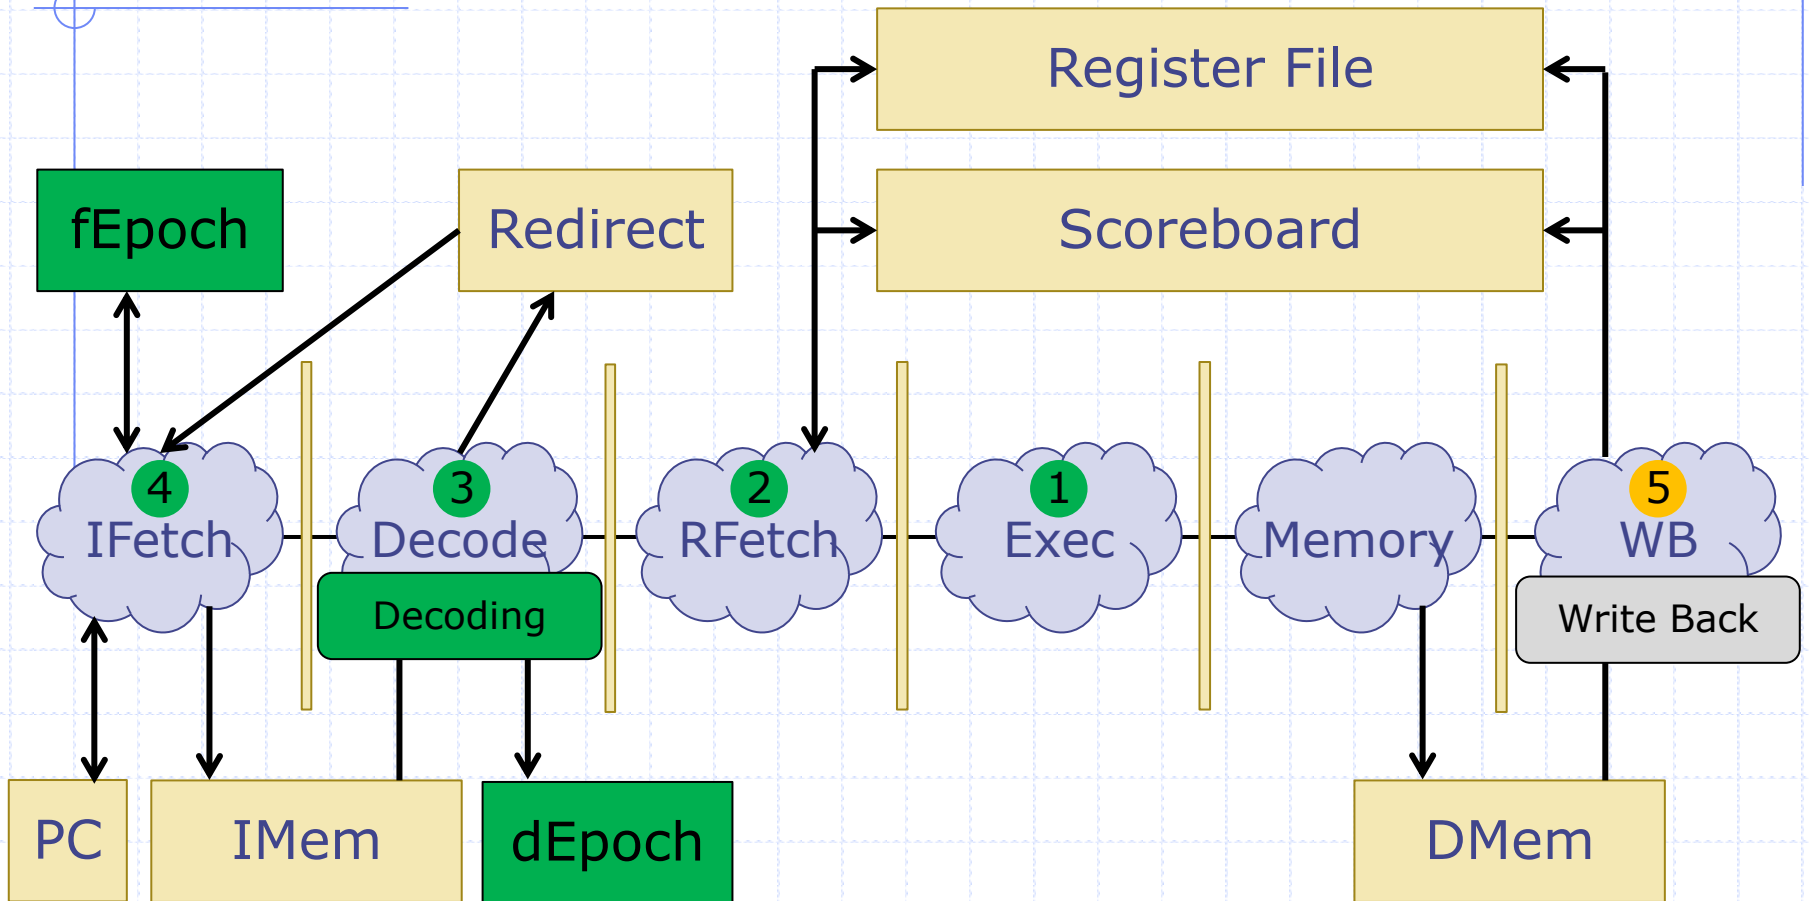 Register File
fEpoch
Redirect
Scoreboard
4
IFetch
3
Decode
2
RFetch
1
Exec
Memory
5
WB
Decoding
Write Back
PC
IMem
dEpoch
DMem